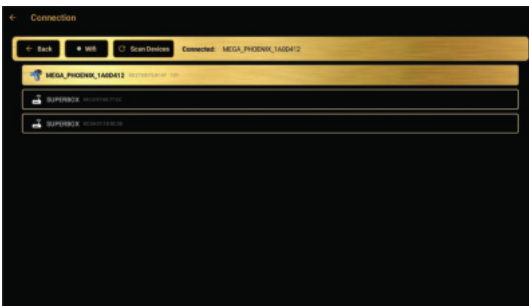 Connection
Back Wifi Scan Devices Connected: MEGA_PHOENIX_1A0D412
MEGA_PHOENIX_1A0D412
SUPERBOX
SUPERBOX